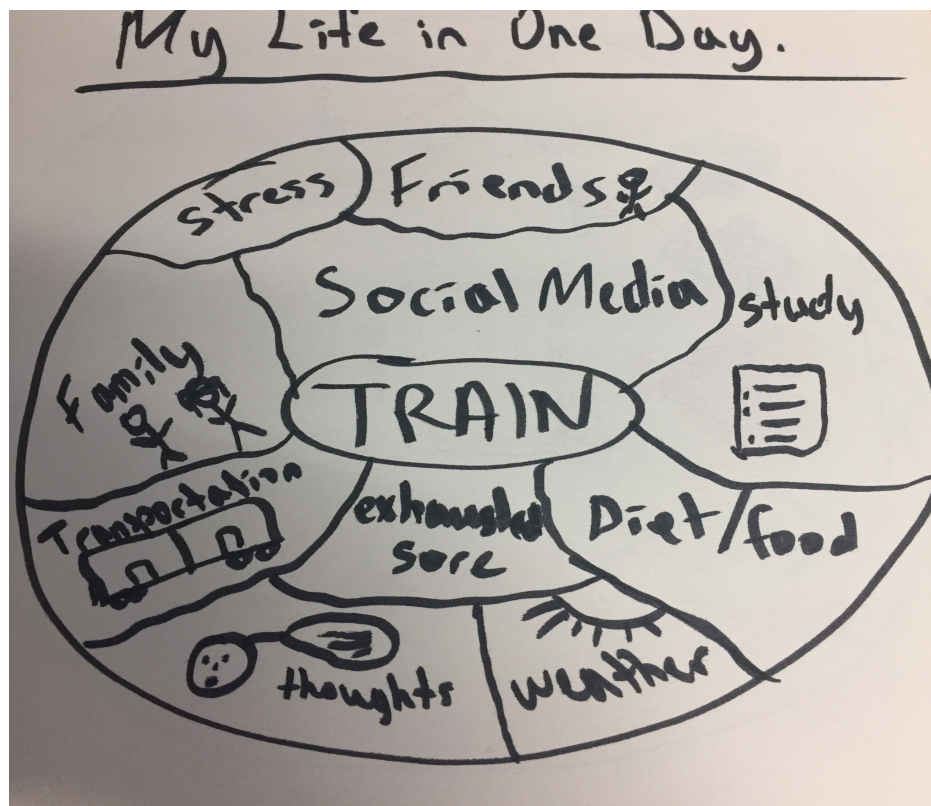 My Life in One Day.
stress
Friends
Social Media
study
Family
TRAIN
Transportation
exhausted
sore
Diet/food
thoughts
weather